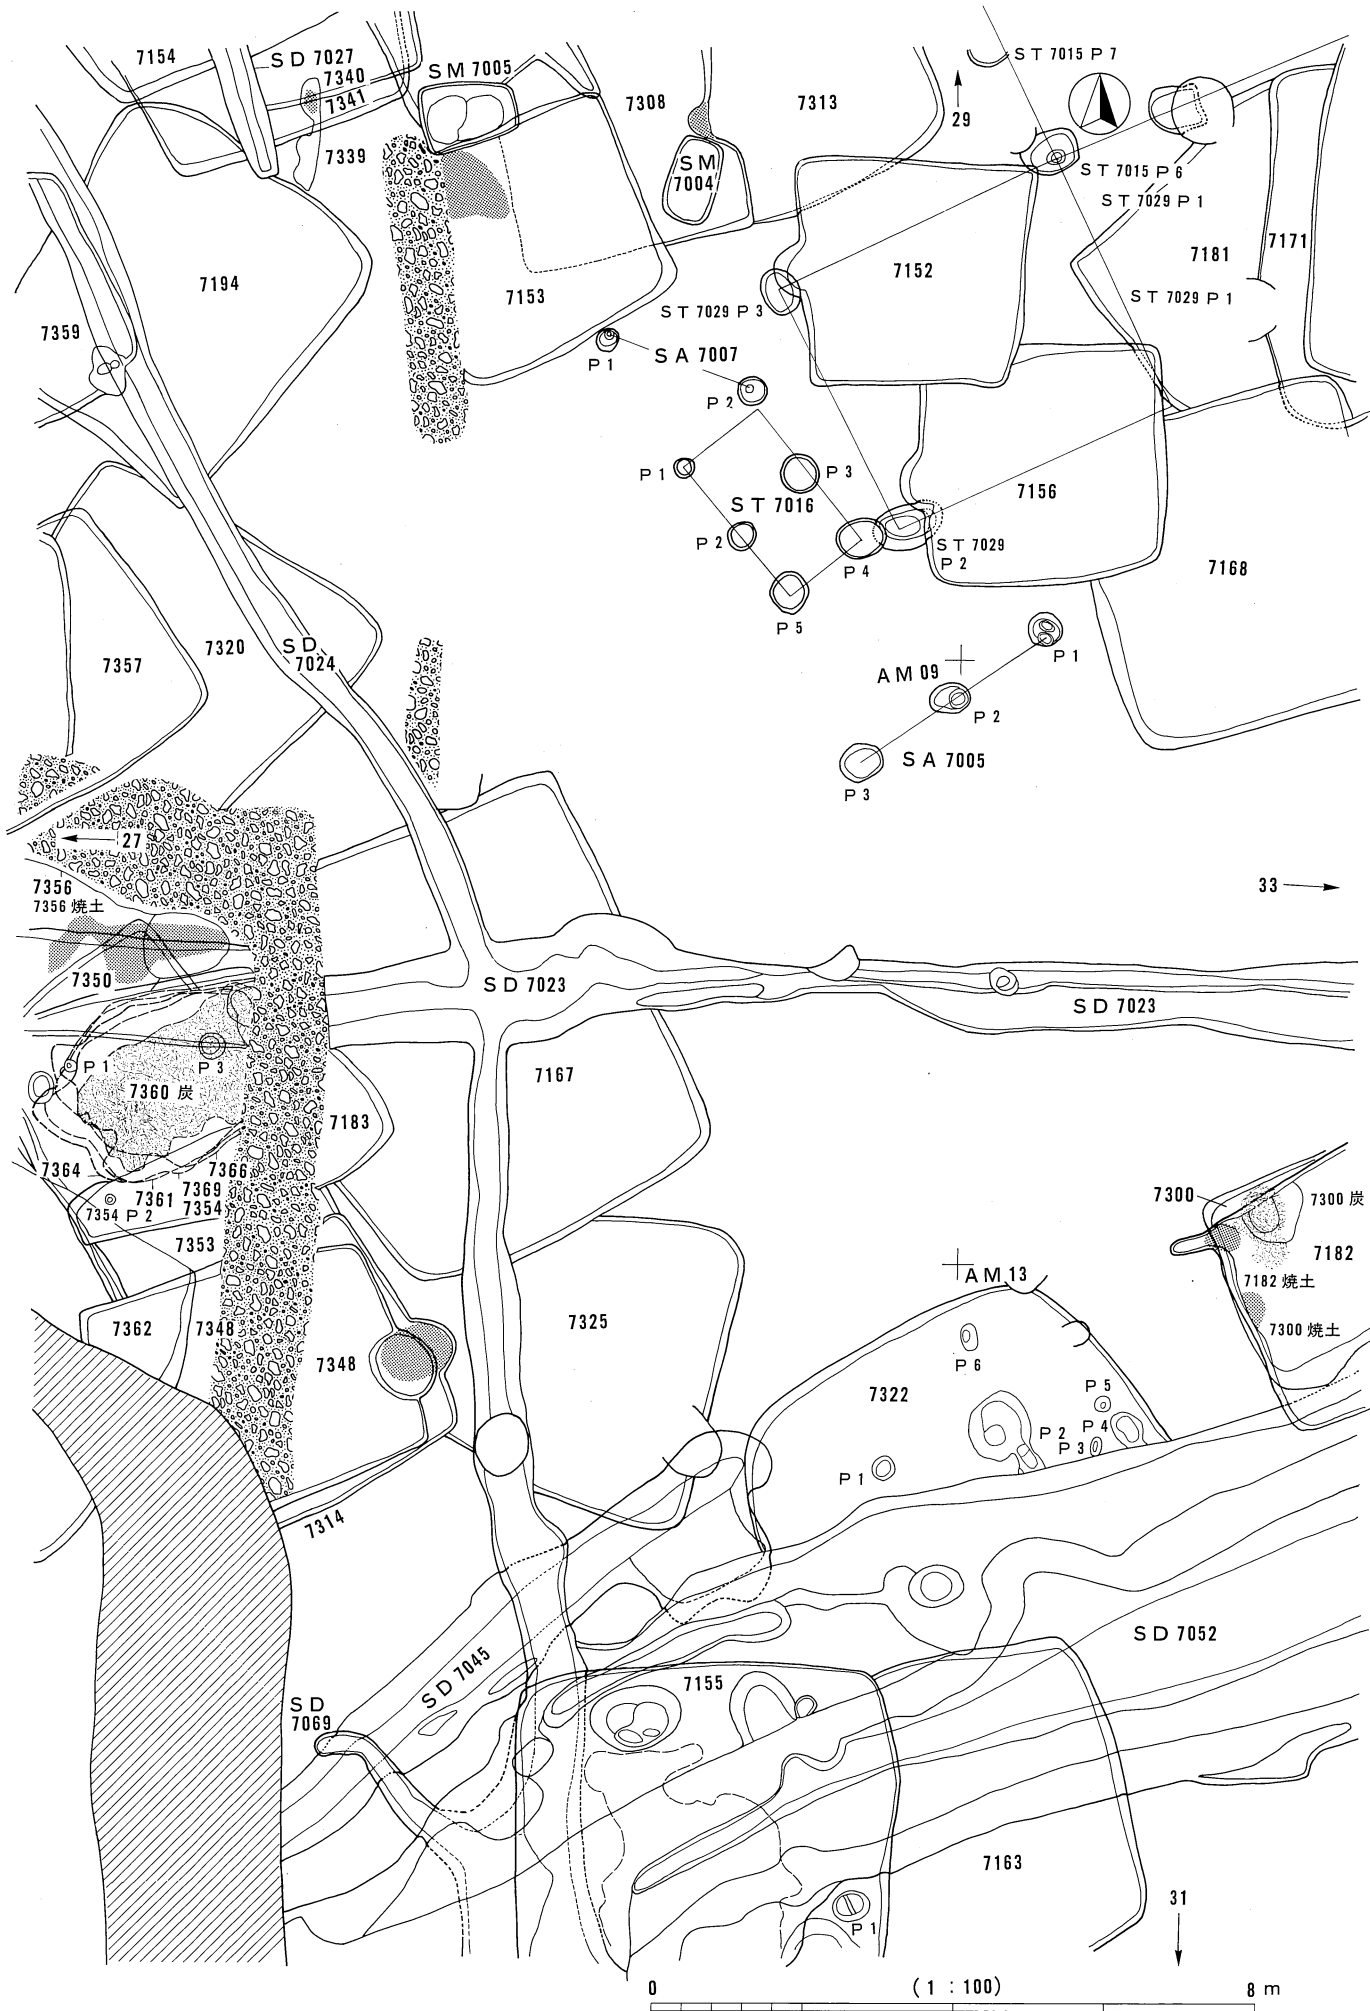 7154
SD 7027
7340
7341
SM 7005
7308
7313
29
ST 7015 P 7
7339
SM
7004
ST 7015 P 6
ST 7029 P 1
7194
7153
7152
7181
7171
ST 7029 P 1
7359
ST 7029 P 3
P 1
SA 7007
P 2
P 1
P 3
ST 7016
7156
P 2
P 4
ST 7029
P 2
7168
P 5
7357
7320
SD
7024
P 1
AM 09
P 2
SA 7005
P 3
27
7356
7356 焼土
33
7350
SD 7023
SD 7023
P 1
P 3
7360 炭
7167
7183
7364
7366
7369
7361
7354
7354 P 2
7353
7300
7300 炭
7182
7182 焼土
7300 焼土
AM 13
7362
7348
7348
7325
P 6
7322
P 5
P 4
P 2
P 3
P 1
7314
SD 7052
SD 7045
7155
SD
7069
7163
31
P 1
0
(1 : 100)
8 m